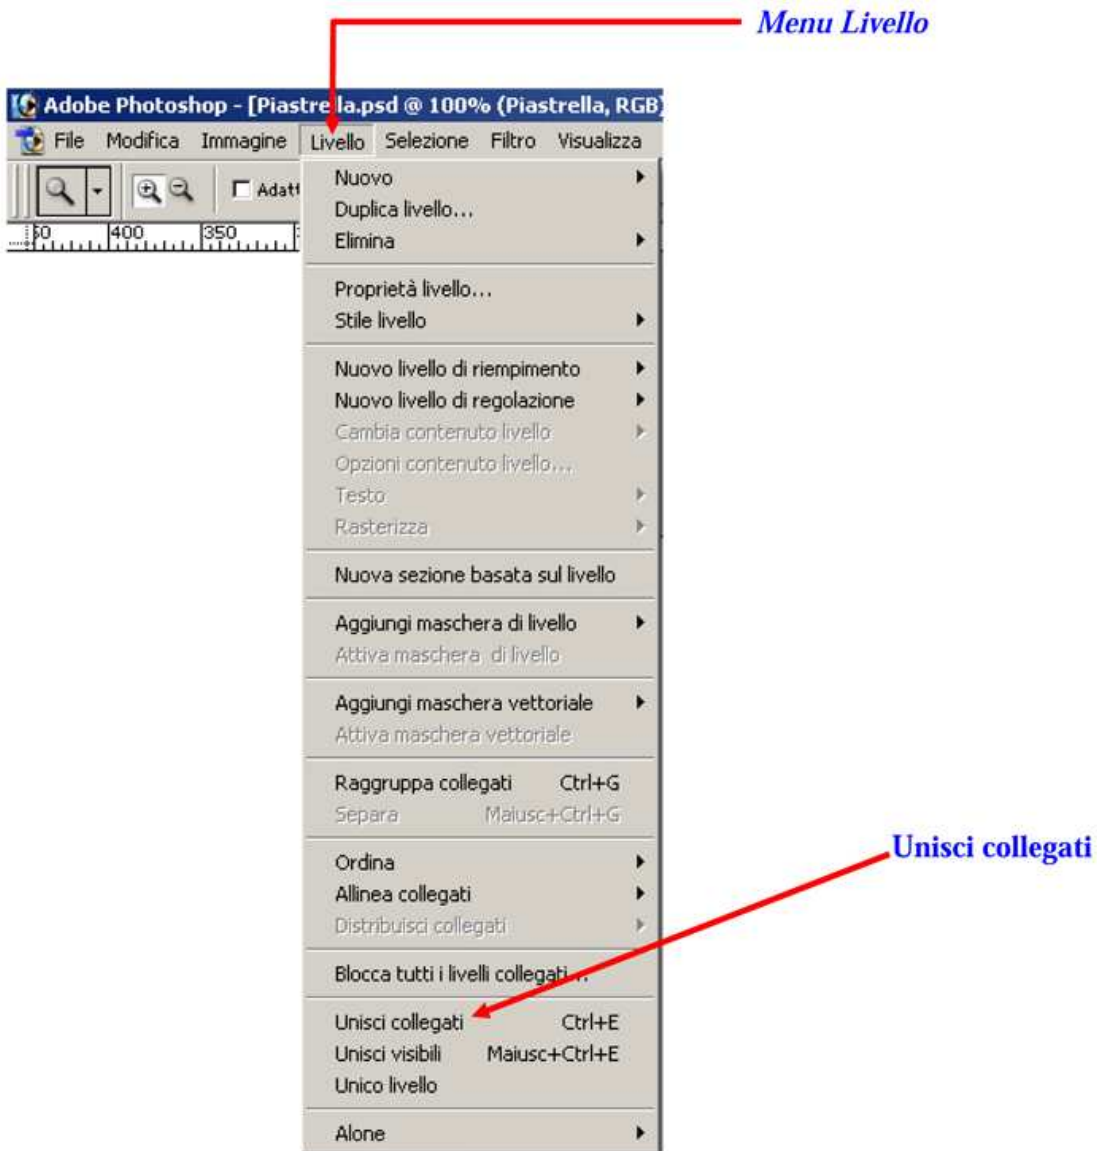 Menu Livello
Adobe Photoshop - [Piastrella.psd @ 100% (Piastrella, RGB)
File Modifica Immagine Livello Selezione Filtro Visualizza
Adatt
50 400 350
Nuovo
Duplica livello...
Elimina
Proprietà livello...
Stile livello
Nuovo livello di riempimento
Nuovo livello di regolazione
Cambia contenuto livello
Opzioni contenuto livello...
Testo
Rasterizza
Nuova sezione basata sul livello
Aggiungi maschera di livello
Attiva maschera di livello
Aggiungi maschera vettoriale
Attiva maschera vettoriale
Raggruppa collegati Ctrl+G
Separa Maiusc+Ctrl+G
Unisci collegati
Ordina
Allinea collegati
Distribuisci collegati
Blocca tutti i livelli collegati...
Unisci collegati Ctrl+E
Unisci visibili Maiusc+Ctrl+E
Unico livello
Alone